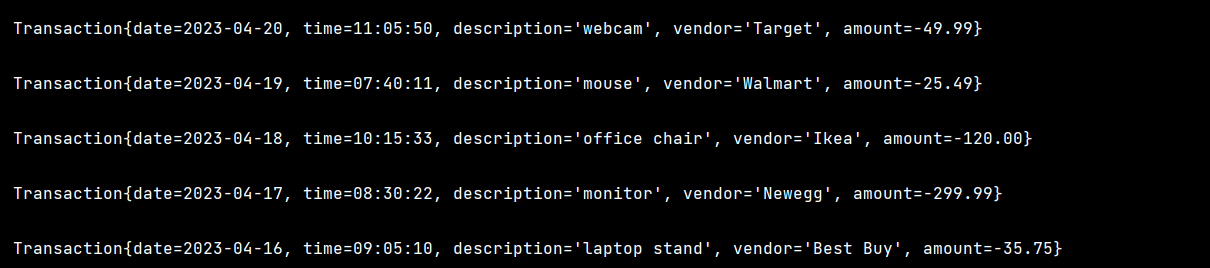 Transaction{date=2023-04-20, time=11:05:50, description='webcam', vendor='Target', amount=-49.99}
Transaction{date=2023-04-19, time=07:40:11, description='mouse', vendor='Walmart', amount=-25.49}
Transaction{date=2023-04-18, time=10:15:33, description='office chair', vendor='Ikea', amount=-120.00}
Transaction{date=2023-04-17, time=08:30:22, description='monitor', vendor='Newegg', amount=-299.99}
Transaction{date=2023-04-16, time=09:05:10, description='laptop stand', vendor='Best Buy', amount=-35.75}